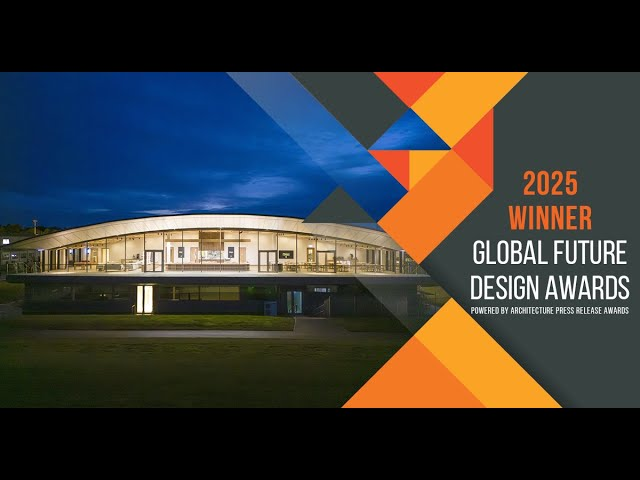 2025
WINNER
GLOBAL FUTURE
DESIGN AWARDS
POWERED BY ARCHITECTURE PRESS RELEASE AWARDS